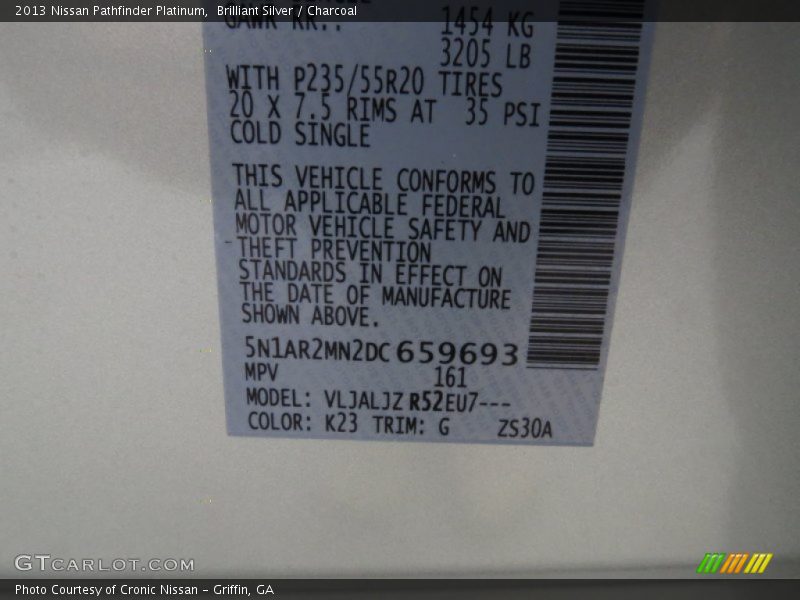 2013 Nissan Pathfinder Platinum, Brilliant Silver / Charcoal
GAWR RR.:
1454 KG
3205 LB
WITH P235/55R20 TIRES
20 X 7.5 RIMS AT 35 PSI
COLD SINGLE
THIS VEHICLE CONFORMS TO
ALL APPLICABLE FEDERAL
MOTOR VEHICLE SAFETY AND
THEFT PREVENTION
STANDARDS IN EFFECT ON
THE DATE OF MANUFACTURE
SHOWN ABOVE.
5N1AR2MN2DC659693
MPV 161
MODEL: VLJALJZ R52EU7---
COLOR: K23 TRIM: G ZS30A
GTCARLOT.COM
Photo Courtesy of Cronic Nissan – Griffin, GA